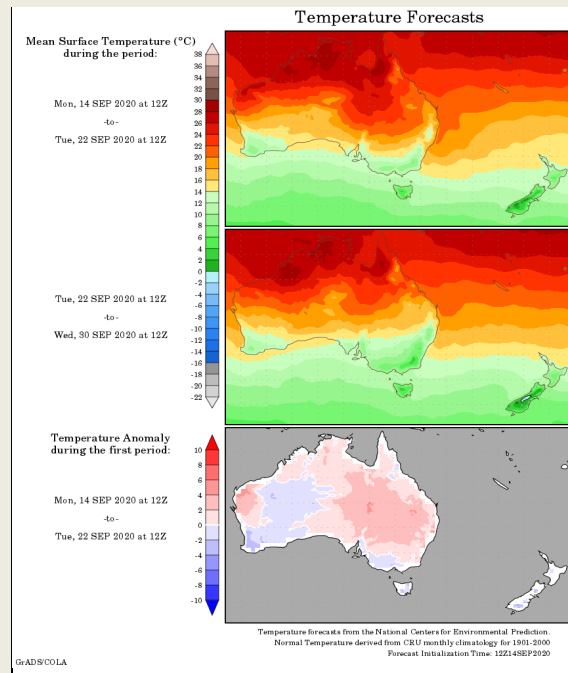 Temperature Forecasts
Mean Surface Temperature (°C)
during the period:
Mon, 14 SEP 2020 at 12Z
-to-
Tue, 22 SEP 2020 at 12Z
38
36
34
32
30
28
26
24
22
20
18
16
14
12
10
8
6
4
2
0
-2
-4
-6
-8
-10
-12
-14
-16
-18
-20
-22
Tue, 22 SEP 2020 at 12Z
-to-
Wed, 30 SEP 2020 at 12Z
Temperature Anomaly
during the first period:
Mon, 14 SEP 2020 at 12Z
-to-
Tue, 22 SEP 2020 at 12Z
10
8
6
4
2
0
-2
-4
-6
-8
-10
Temperature forecasts from the National Centers for Environmental Prediction.
Normal Temperature derived from CRU monthly climatology for 1901-2000
Forecast Initialization Time: 12Z14SEP2020
GrADS/COLA